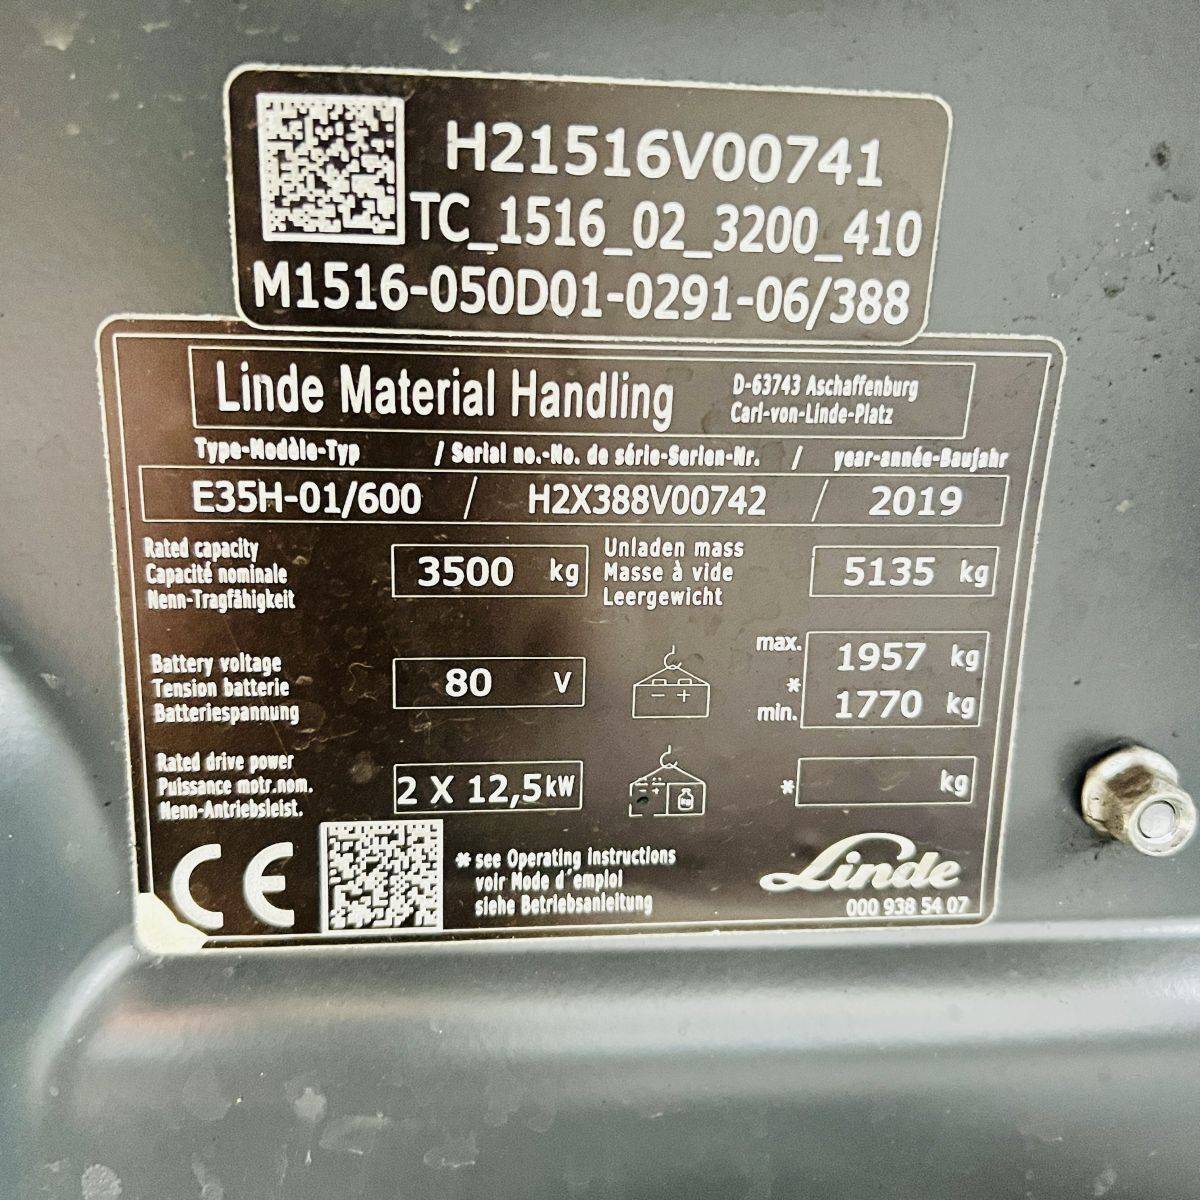 H21516V00741
TC_1516_02_3200_410
M1516-050D01-0291-06/388
Linde Material Handling
D-63743 Aschaffenburg
Carl-von-Linde-Platz
Type-Modèle-Typ / Serial no.-No. de série-Serien-Nr. / year-année-Baujahr
E35H-01/600 / H2X388V00742 / 2019
Rated capacity
Capacité nominale
Nenn-Tragfähigkeit
3500 kg
Unladen mass
Masse à vide
Leergewicht
5135 kg
Battery voltage
Tension batterie
Batteriespannung
80 V
- +
max. 1957 kg
*
min. 1770 kg
Rated drive power
Puissance motr.nom.
Nenn-Antriebsleist.
2 X 12,5 kW
* kg
CE
* see Operating instructions
voir Mode d'emploi
siehe Betriebsanleitung
Linde
000 938 54 07